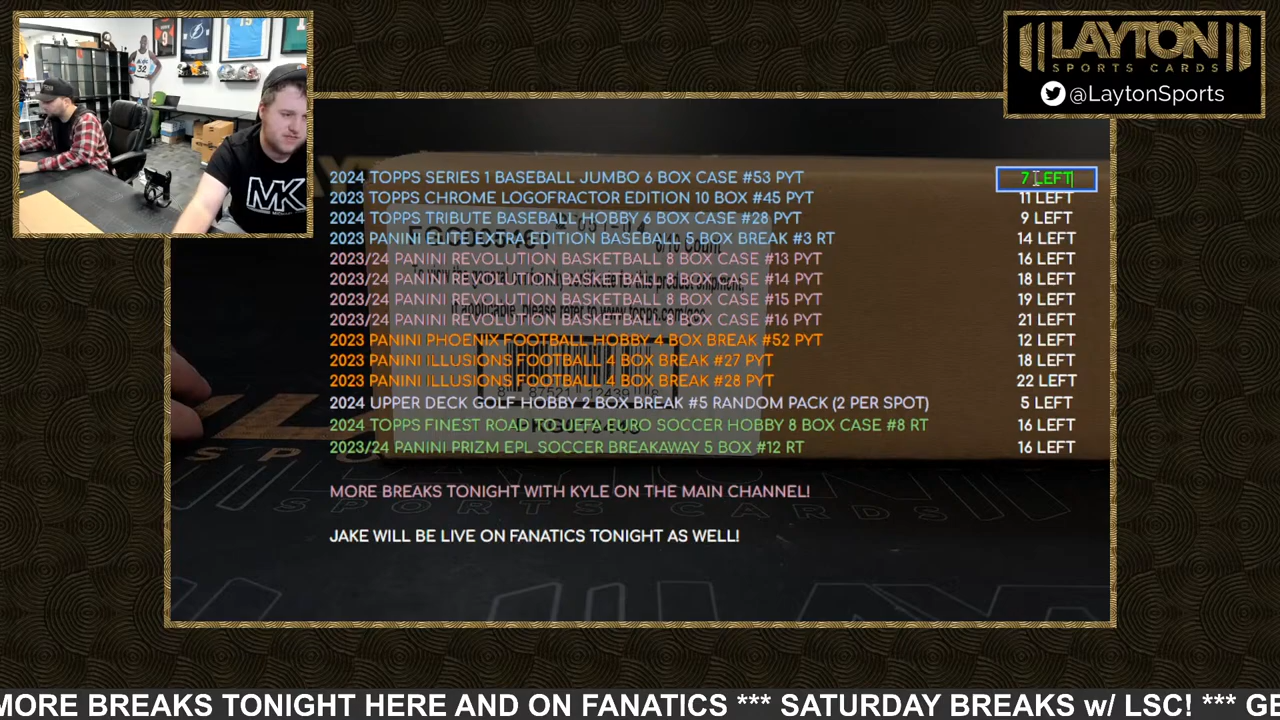 LAYTON
SPORTS CARDS
@LaytonSports
MK
2024 TOPPS SERIES 1 BASEBALL JUMBO 6 BOX CASE #53 PYT 7 LEFT
2023 TOPPS CHROME LOGOFRACTOR EDITION 10 BOX #45 PYT 11 LEFT
2024 TOPPS TRIBUTE BASEBALL HOBBY 6 BOX CASE #28 PYT 9 LEFT
2023 PANINI ELITE EXTRA EDITION BASEBALL 5 BOX BREAK #3 RT 14 LEFT
2023/24 PANINI REVOLUTION BASKETBALL 8 BOX CASE #13 PYT 16 LEFT
2023/24 PANINI REVOLUTION BASKETBALL 8 BOX CASE #14 PYT 18 LEFT
2023/24 PANINI REVOLUTION BASKETBALL 8 BOX CASE #15 PYT 19 LEFT
2023/24 PANINI REVOLUTION BASKETBALL 8 BOX CASE #16 PYT 21 LEFT
2023 PANINI PHOENIX FOOTBALL HOBBY 4 BOX BREAK #52 PYT 12 LEFT
2023 PANINI ILLUSIONS FOOTBALL 4 BOX BREAK #27 PYT 18 LEFT
2023 PANINI ILLUSIONS FOOTBALL 4 BOX BREAK #28 PYT 22 LEFT
2024 UPPER DECK GOLF HOBBY 2 BOX BREAK #5 RANDOM PACK (2 PER SPOT) 5 LEFT
2024 TOPPS FINEST ROAD TO UEFA EURO SOCCER HOBBY 8 BOX CASE #8 RT 16 LEFT
2023/24 PANINI PRIZM EPL SOCCER BREAKAWAY 5 BOX #12 RT 16 LEFT
MORE BREAKS TONIGHT WITH KYLE ON THE MAIN CHANNEL!
JAKE WILL BE LIVE ON FANATICS TONIGHT AS WELL!
MORE BREAKS TONIGHT HERE AND ON FANATICS *** SATURDAY BREAKS w/ LSC! *** GE